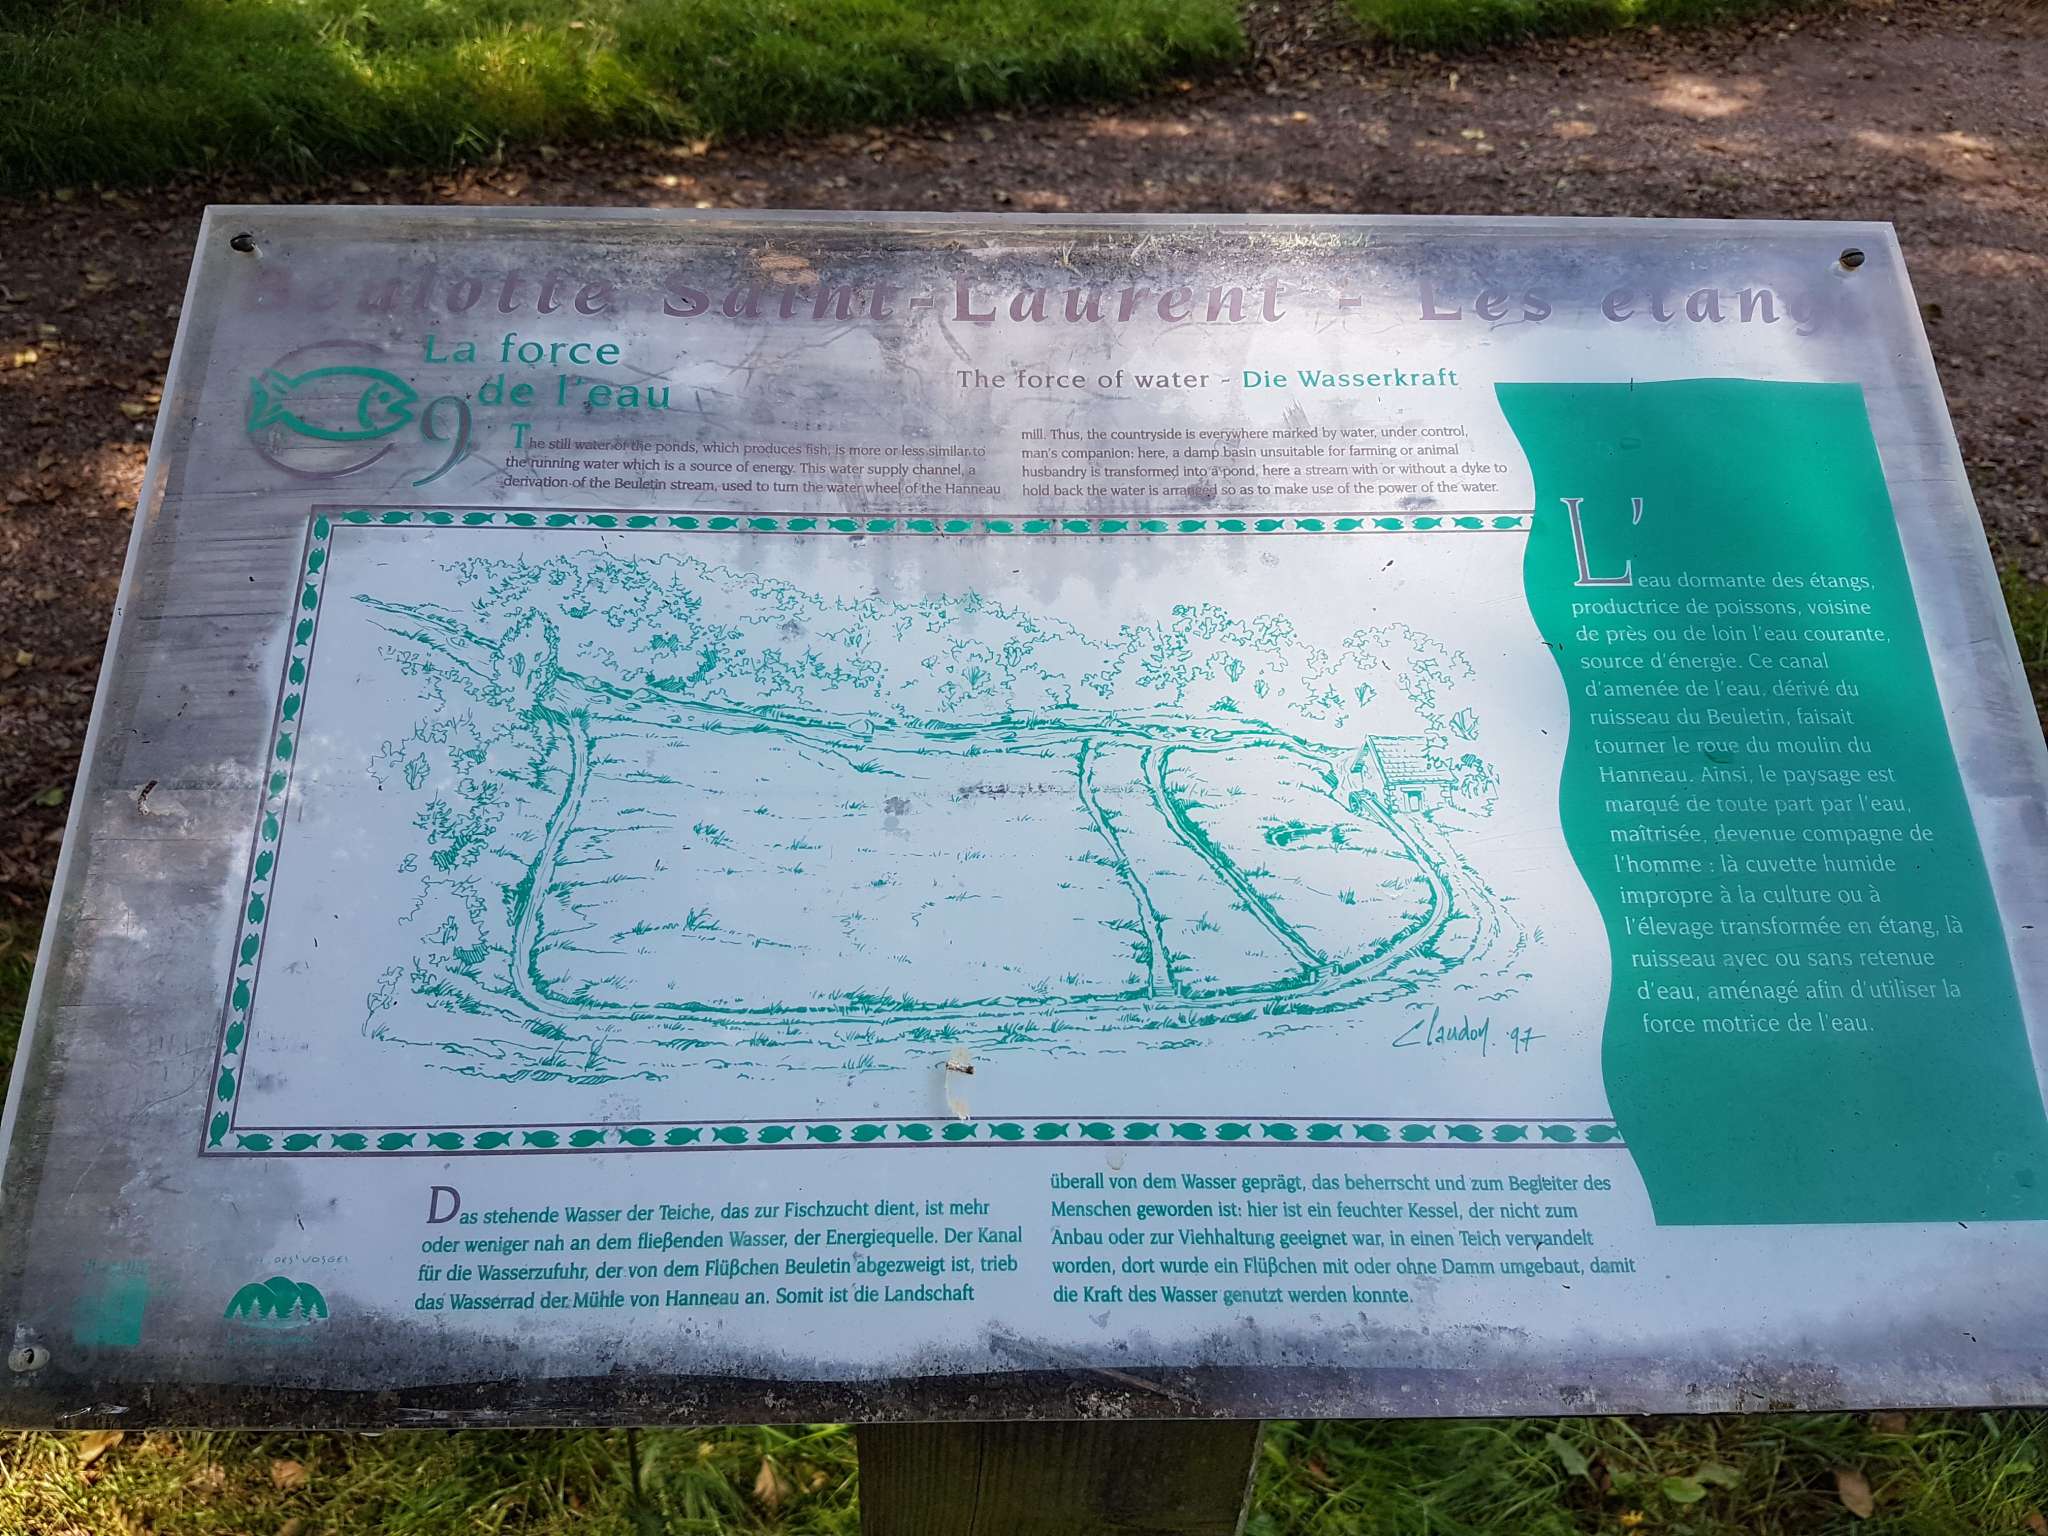 Beulotte Saint-Laurent - Les étangs
La force
de l'eau
9
The force of water - Die Wasserkraft
The still water of the ponds, which produces fish, is more or less similar to
the running water which is a source of energy. This water supply channel, a
derivation of the Beuletin stream, used to turn the water wheel of the Hanneau
mill. Thus, the countryside is everywhere marked by water, under control,
man's companion: here, a damp basin unsuitable for farming or animal
husbandry is transformed into a pond, here a stream with or without a dyke to
hold back the water is arranged so as to make use of the power of the water.
L'
eau dormante des étangs,
productrice de poissons, voisine
de près ou de loin l'eau courante,
source d'énergie. Ce canal
d'amenée de l'eau, dérivé du
ruisseau du Beuletin, faisait
tourner le roue du moulin du
Hanneau. Ainsi, le paysage est
marqué de toute part par l'eau,
maîtrisée, devenue compagne de
l'homme : là cuvette humide
impropre à la culture ou à
l'élevage transformée en étang, là
ruisseau avec ou sans retenue
d'eau, aménagé afin d'utiliser la
force motrice de l'eau.
Claudon. 97
Das stehende Wasser der Teiche, das zur Fischzucht dient, ist mehr
oder weniger nah an dem fließenden Wasser, der Energiequelle. Der Kanal
für die Wasserzufuhr, der von dem Flüßchen Beuletin abgezweigt ist, trieb
das Wasserrad der Mühle von Hanneau an. Somit ist die Landschaft
überall von dem Wasser geprägt, das beherrscht und zum Begleiter des
Menschen geworden ist: hier ist ein feuchter Kessel, der nicht zum
Anbau oder zur Viehhaltung geeignet war, in einen Teich verwandelt
worden, dort wurde ein Flüßchen mit oder ohne Damm umgebaut, damit
die Kraft des Wasser genutzt werden konnte.
DES VOSGES